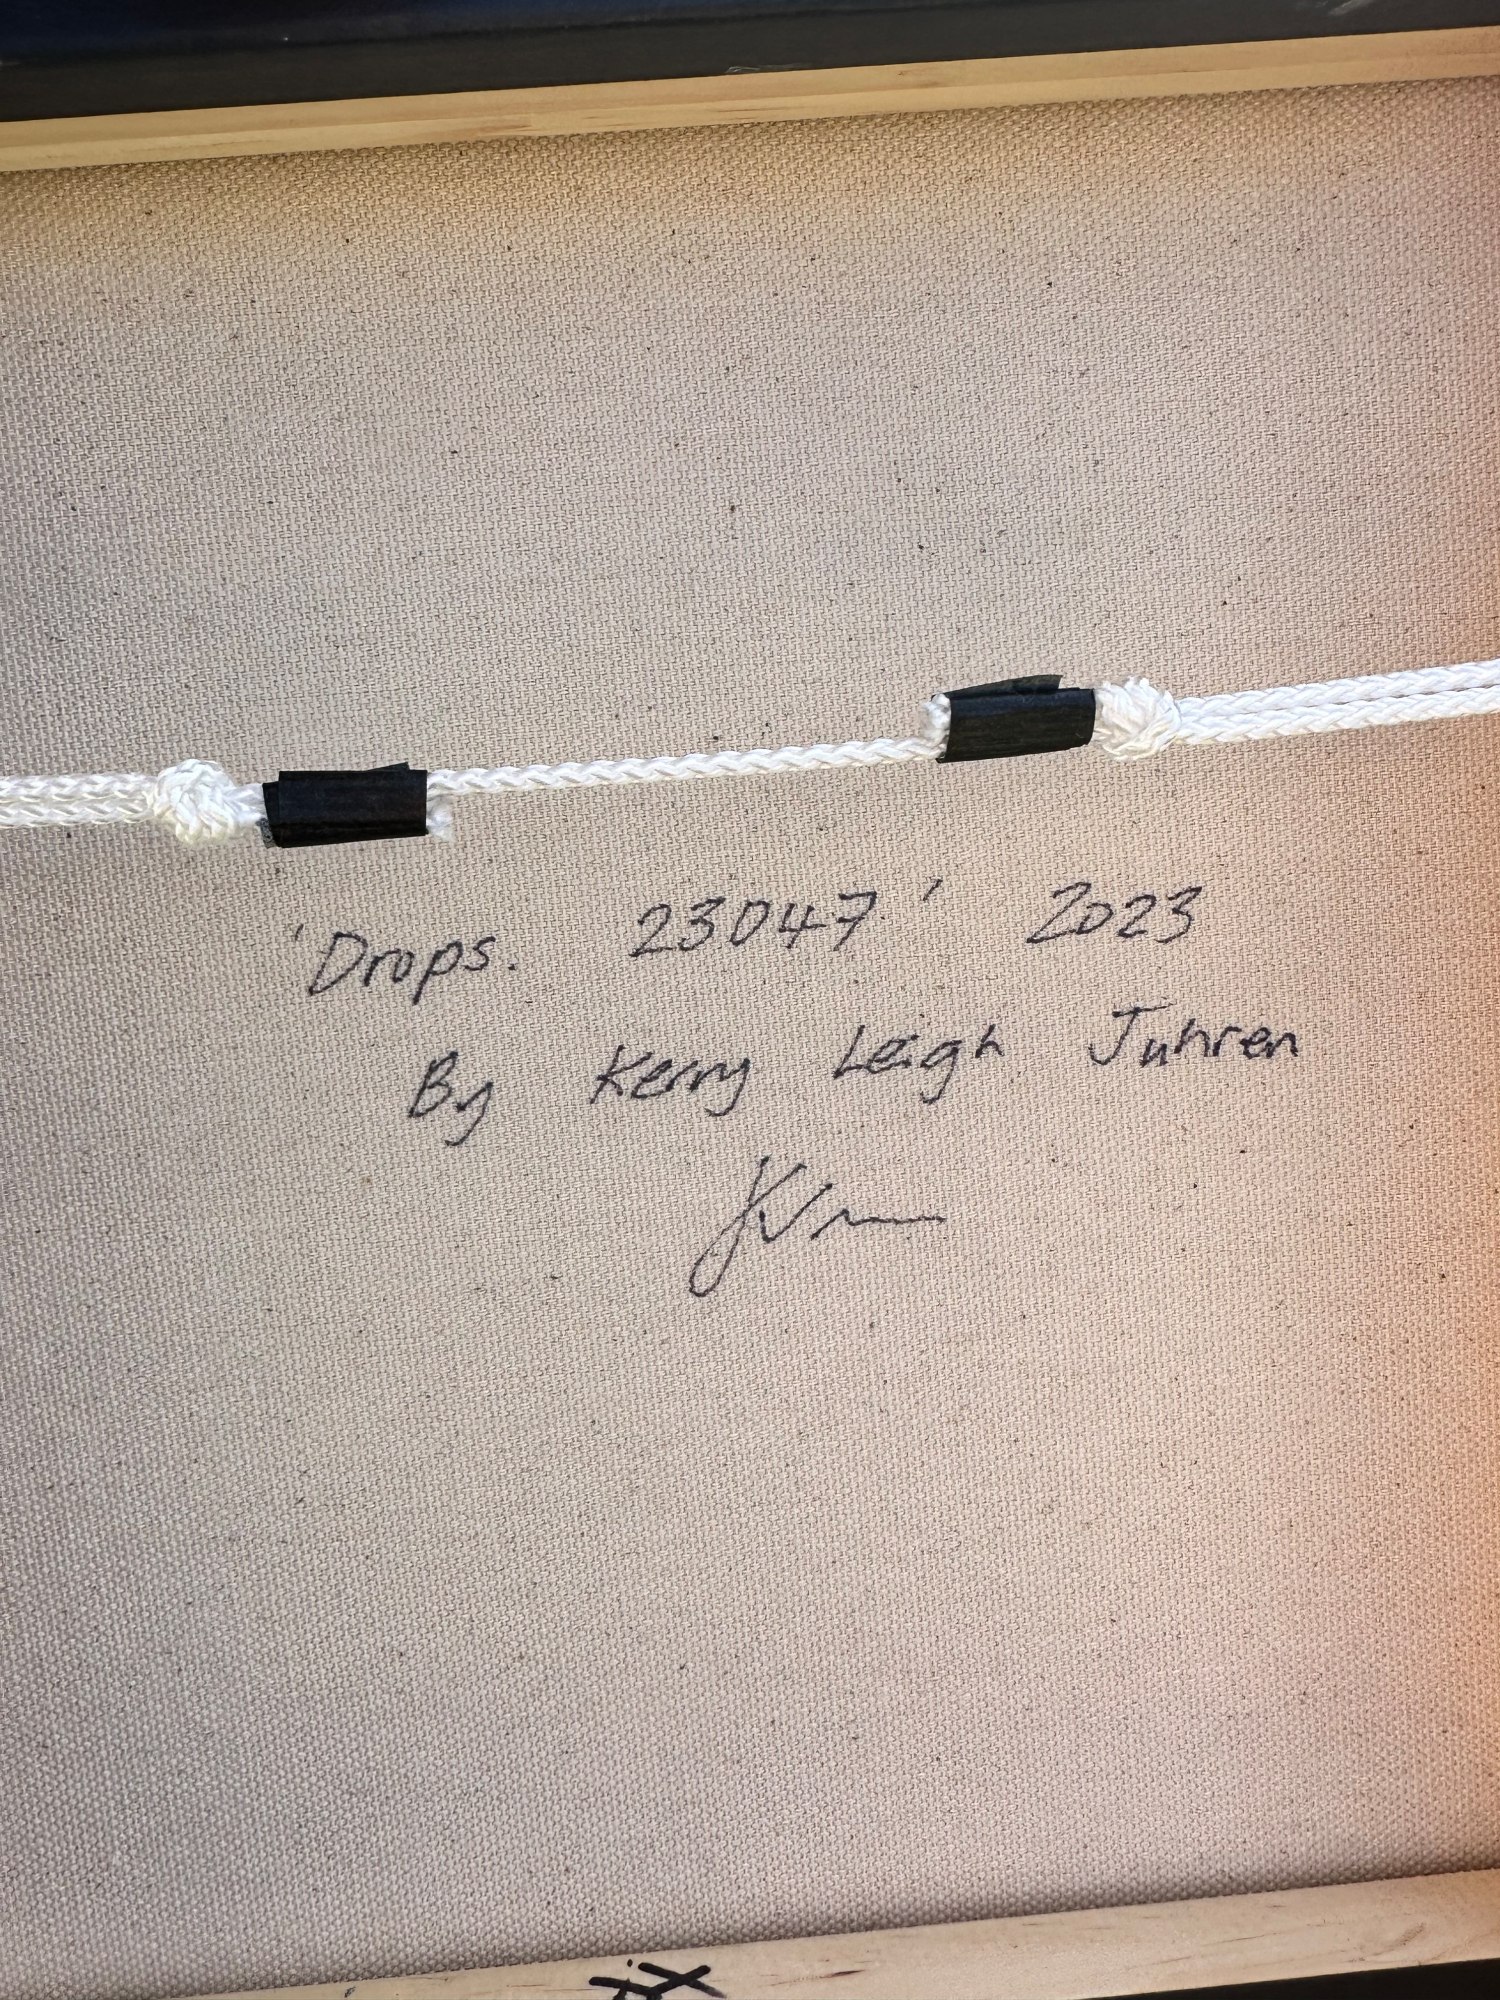 'Drops. 23047' 2023
By Kerry Leigh Juhren